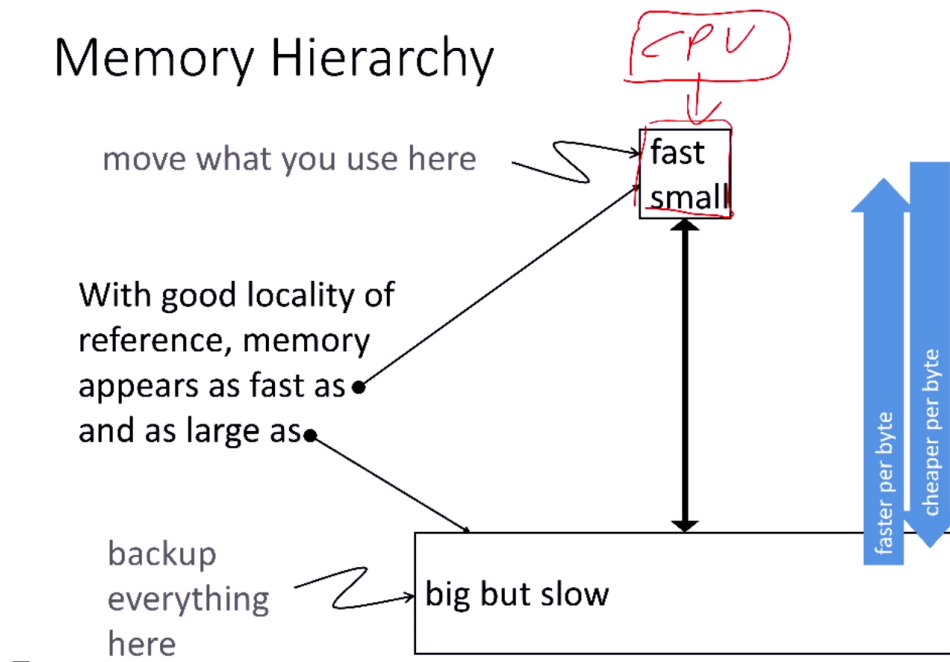 Memory Hierarchy
CPU
move what you use here
fast
small
With good locality of
reference, memory
appears as fast as
and as large as
faster per byte
cheaper per byte
backup
everything
here
big but slow